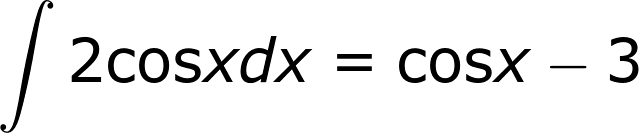 ∫ 2cosxdx = cosx − 3